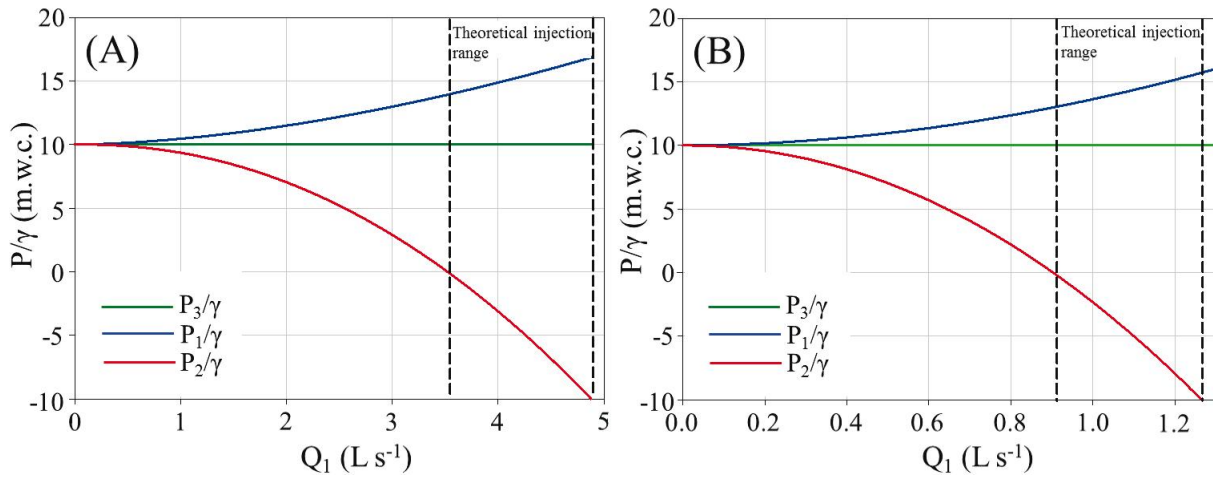 (A)
Theoretical injection
range
20
15
10
5
0
-5
-10
P/γ (m.w.c.)
P₃/γ
P₁/γ
P₂/γ
0 1 2 3 4 5
Q₁ (L s⁻¹)
(B)
Theoretical injection
range
20
15
10
5
0
-5
-10
P/γ (m.w.c.)
P₃/γ
P₁/γ
P₂/γ
0.0 0.2 0.4 0.6 0.8 1.0 1.2
Q₁ (L s⁻¹)